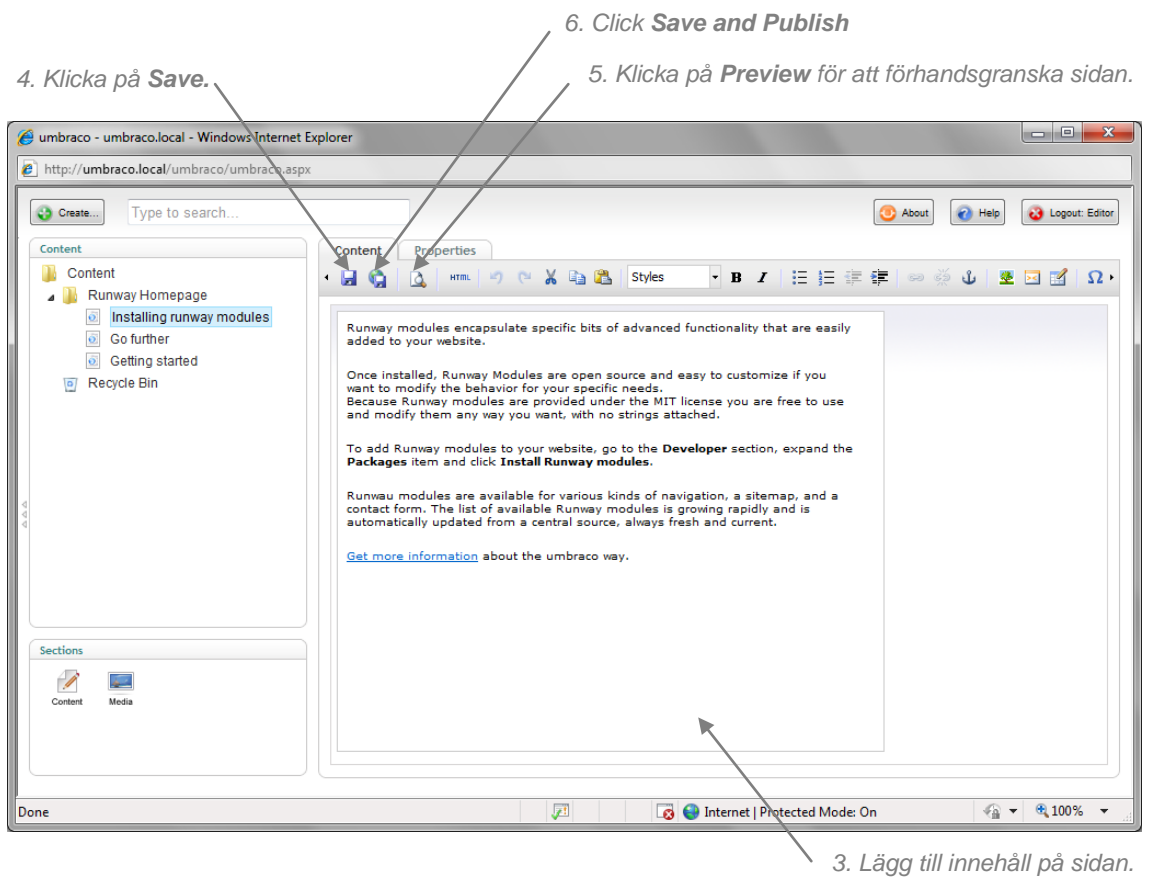 6. Click Save and Publish
4. Klicka på Save.
5. Klicka på Preview för att förhandsgranska sidan.
umbraco - umbraco.local - Windows Internet Explorer
http://umbraco.local/umbraco/umbraco.aspx
Create...
Type to search...
About
Help
Logout: Editor
Content
Content
Runway Homepage
Installing runway modules
Go further
Getting started
Recycle Bin
Content
Properties
HTML
Styles
B I
Ω
Runway modules encapsulate specific bits of advanced functionality that are easily
added to your website.
Once installed, Runway Modules are open source and easy to customize if you
want to modify the behavior for your specific needs.
Because Runway modules are provided under the MIT license you are free to use
and modify them any way you want, with no strings attached.
To add Runway modules to your website, go to the Developer section, expand the
Packages item and click Install Runway modules.
Runwau modules are available for various kinds of navigation, a sitemap, and a
contact form. The list of available Runway modules is growing rapidly and is
automatically updated from a central source, always fresh and current.
Get more information about the umbraco way.
Sections
Content
Media
Done
Internet | Protected Mode: On
100%
3. Lägg till innehåll på sidan.